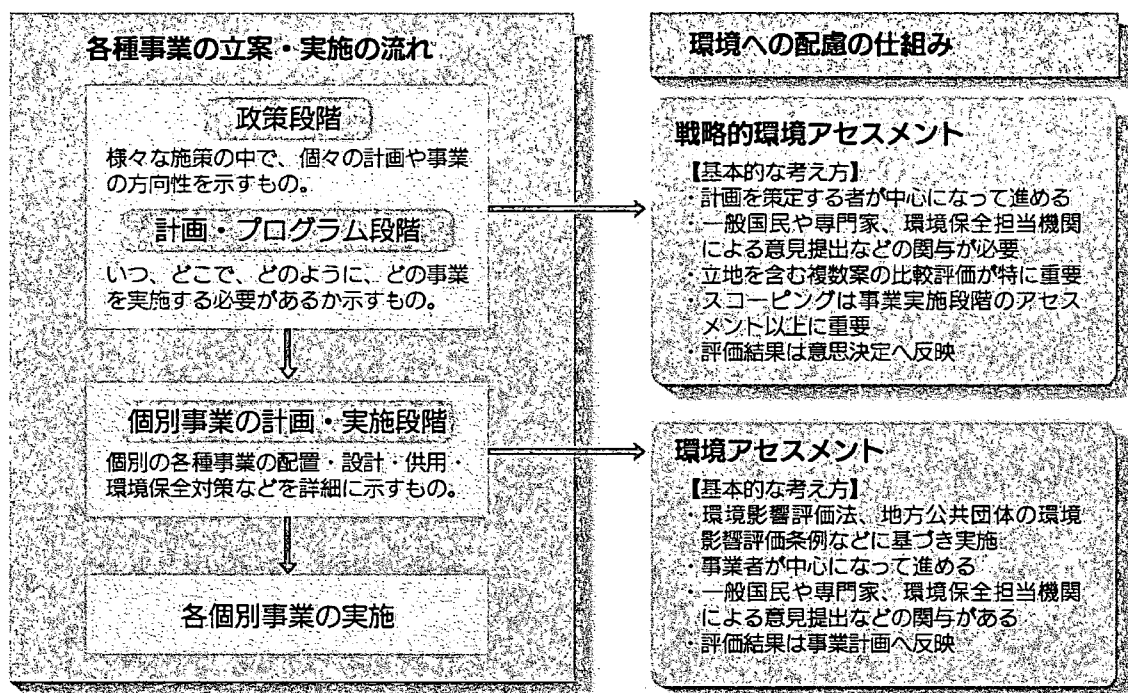 各種事業の立案・実施の流れ
政策段階
様々な施策の中で、個々の計画や事業
の方向性を示すもの。
計画・プログラム段階
いつ、どこで、どのように、どの事業
を実施する必要があるか示すもの。
個別事業の計画・実施段階
個別の各種事業の配置・設計・供用・
環境保全対策などを詳細に示すもの。
各個別事業の実施
環境への配慮の仕組み
戦略的環境アセスメント
【基本的な考え方】
・計画を策定する者が中心になって進める
・一般国民や専門家、環境保全担当機関
による意見提出などの関与が必要
・立地を含む複数案の比較評価が特に重要
・スコーピングは事業実施段階のアセス
メント以上に重要
・評価結果は意思決定へ反映
環境アセスメント
【基本的な考え方】
・環境影響評価法、地方公共団体の環境
影響評価条例などに基づき実施
・事業者が中心になって進める
・一般国民や専門家、環境保全担当機関
による意見提出などの関与がある
・評価結果は事業計画へ反映